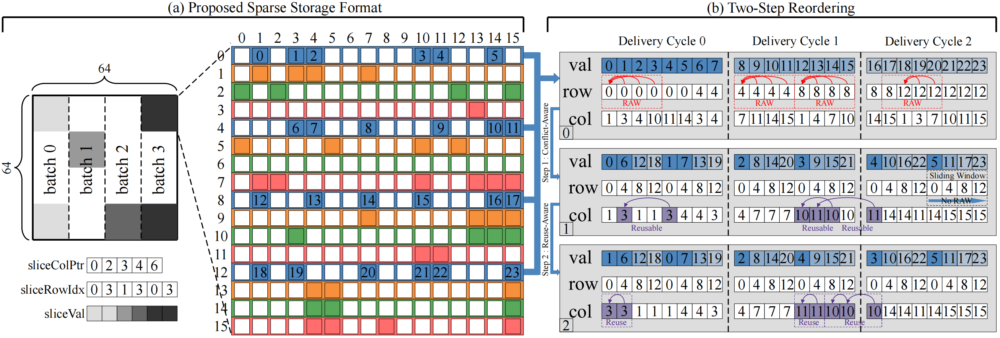 (a) Proposed Sparse Storage Format
64
64
batch 0
batch 1
batch 2
batch 3
sliceColPtr 0 2 3 4 6
sliceRowIdx 0 3 1 3 0 3
sliceVal
0 1 2 3 4 5 6 7 8 9 10 11 12 13 14 15
0 0 1 2 3 4 5
1
2
3
4 6 7 8 9 10 11
5
6
7
8 12 13 14 15 16 17
9
10
11
12 18 19 20 21 22 23
13
14
15
(b) Two-Step Reordering
Delivery Cycle 0 Delivery Cycle 1 Delivery Cycle 2
val 0 1 2 3 4 5 6 7 8 9 10 11 12 13 14 15 16 17 18 19 20 21 22 23
row 0 0 0 0 0 0 4 4 4 4 4 4 8 8 8 8 8 8 12 12 12 12 12 12
RAW RAW RAW RAW
col 1 3 4 10 11 14 3 4 7 11 14 15 1 4 7 10 14 15 1 3 7 10 11 15
0
Step 1 : Conflict-Aware
val 0 6 12 18 1 7 13 19 2 8 14 20 3 9 15 21 4 10 16 22 5 11 17 23
Sliding Window
row 0 4 8 12 0 4 8 12 0 4 8 12 0 4 8 12 0 4 8 12 0 4 8 12
No RAW
col 1 3 1 1 3 4 4 3 4 7 7 7 10 11 10 10 11 14 14 11 14 15 15 15
Reusable Reusable Reusable
1
Step 2 : Reuse-Aware
val 1 6 12 18 0 7 13 19 2 8 14 20 4 9 15 21 3 10 16 22 5 11 17 23
row 0 4 8 12 0 4 8 12 0 4 8 12 0 4 8 12 0 4 8 12 0 4 8 12
col 3 3 1 1 1 4 4 3 4 7 7 7 11 11 10 10 10 14 14 11 14 15 15 15
Reuse Reuse Reuse
2